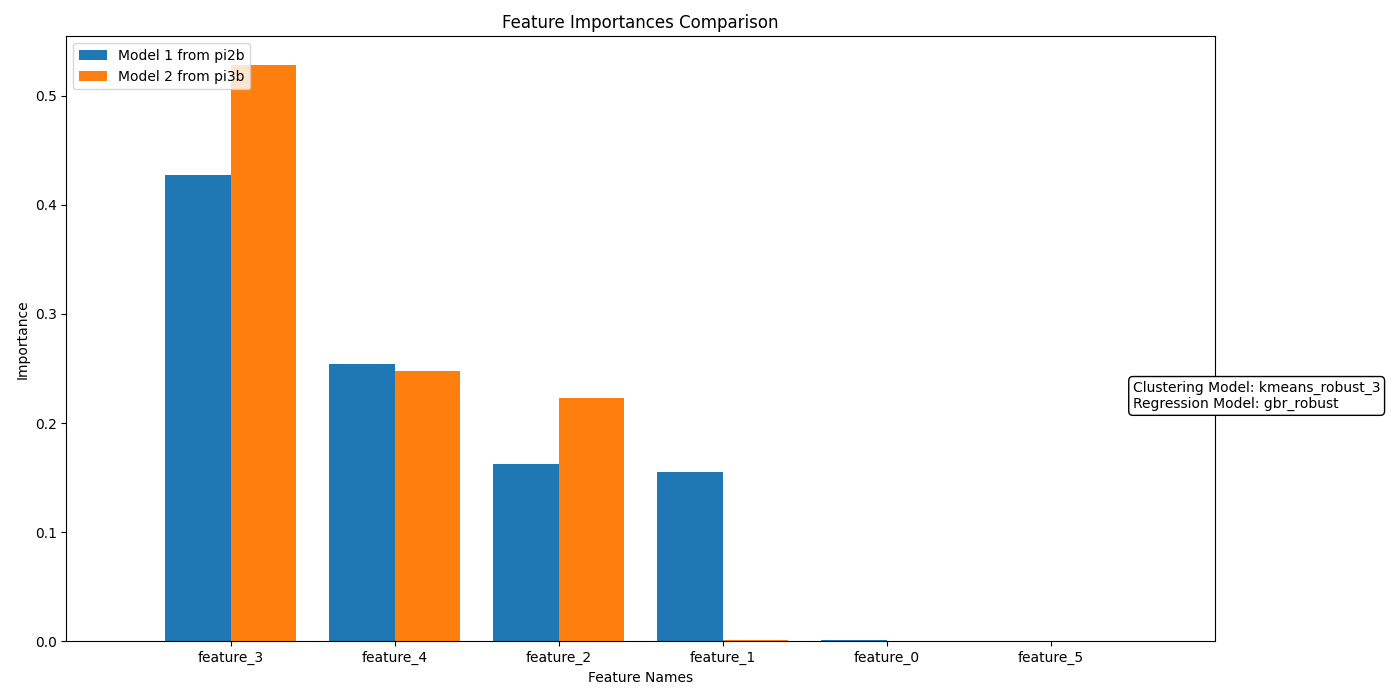 Feature Importances Comparison
Model 1 from pi2b
Model 2 from pi3b
0.5
0.4
0.3
0.2
0.1
0.0
Importance
Clustering Model: kmeans_robust_3
Regression Model: gbr_robust
feature_3 feature_4 feature_2 feature_1 feature_0 feature_5
Feature Names